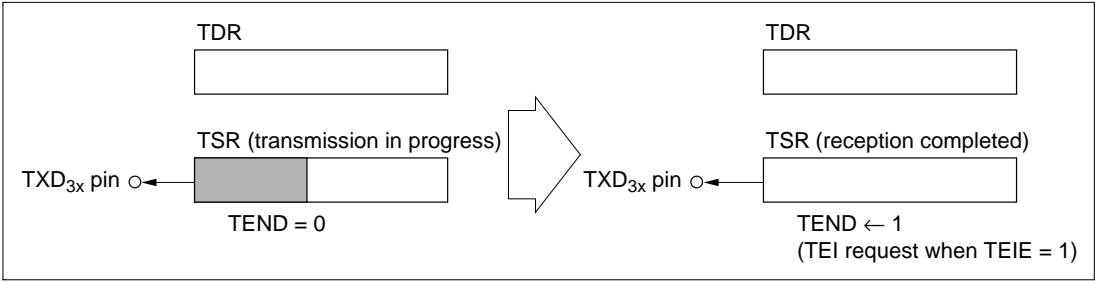 TDR
TSR (transmission in progress)
TXD3x pin
TEND = 0
TDR
TSR (reception completed)
TXD3x pin
TEND ← 1
(TEI request when TEIE = 1)